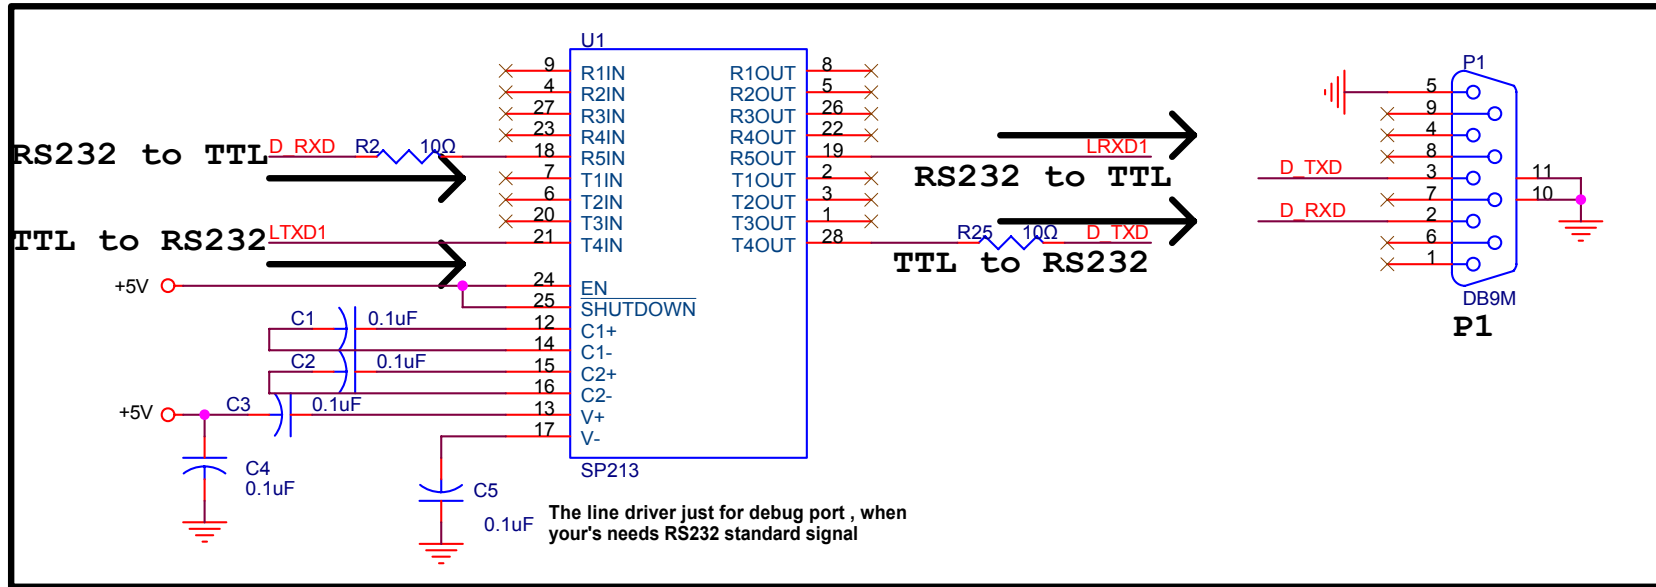 U1
9 R1IN R1OUT 8
4 R2IN R2OUT 5
27 R3IN R3OUT 26
23 R4IN R4OUT 22
RS232 to TTL D_RXD R2 10Ω 18 R5IN R5OUT 19 LRXD1
RS232 to TTL
7 T1IN T1OUT 2
6 T2IN T2OUT 3
20 T3IN T3OUT 1
TTL to RS232 LTXD1 21 T4IN T4OUT 28 R25 10Ω D_TXD
TTL to RS232
+5V 24 EN
25 SHUTDOWN
C1 0.1uF 12 C1+
14 C1-
C2 0.1uF 15 C2+
16 C2-
+5V C3 0.1uF 13 V+
17 V-
SP213
C4
0.1uF
C5
0.1uF
The line driver just for debug port , when
your's needs RS232 standard signal
P1
5
9
4
8
D_TXD 3 11
7 10
D_RXD 2
6
1
DB9M
P1